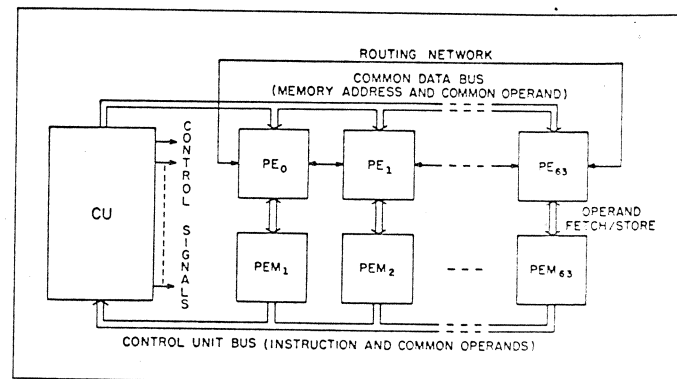 ROUTING NETWORK
COMMON DATA BUS
(MEMORY ADDRESS AND COMMON OPERAND)
CU
CONTROL SIGNALS
PE₀
PE₁
PE₆₃
OPERAND
FETCH/STORE
PEM₁
PEM₂
PEM₆₃
CONTROL UNIT BUS (INSTRUCTION AND COMMON OPERANDS)